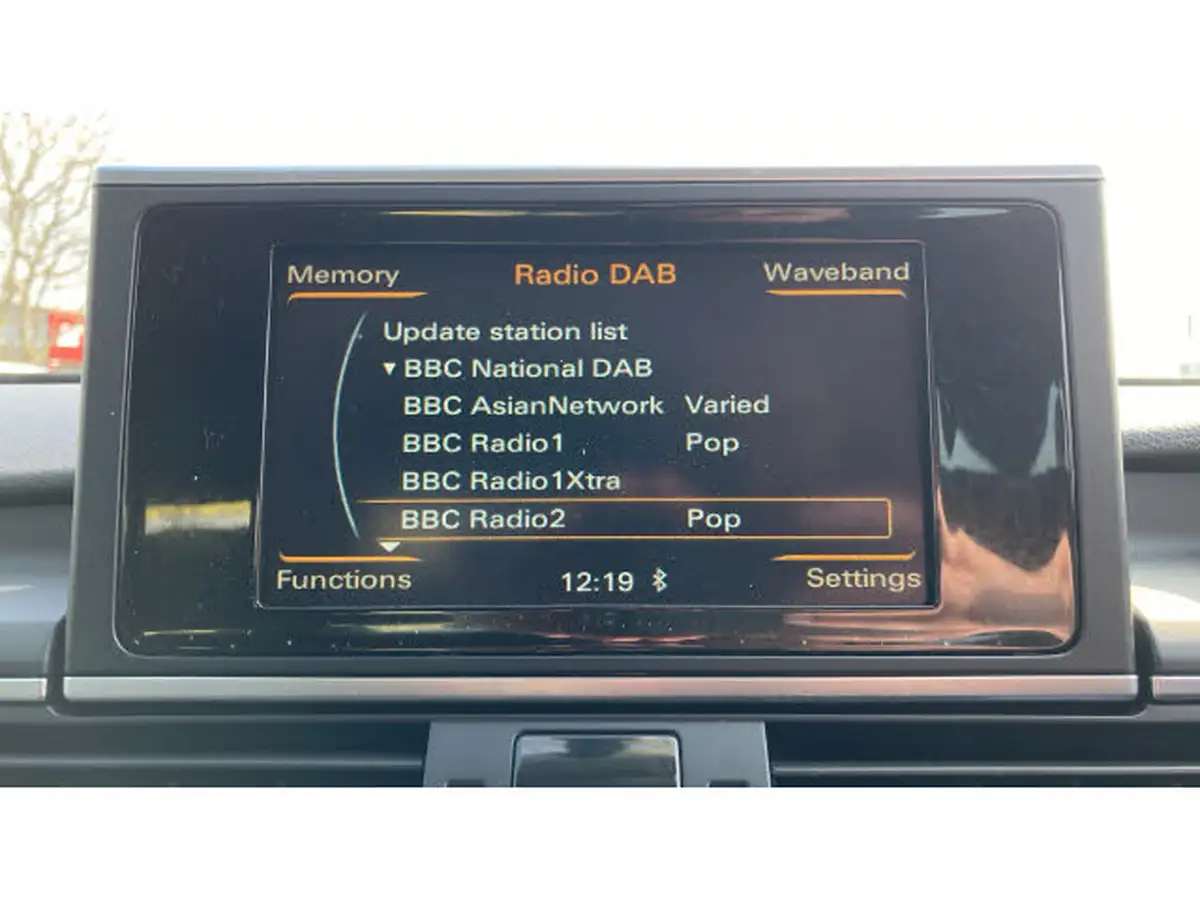 Memory Radio DAB Waveband
Update station list
▼ BBC National DAB
BBC AsianNetwork Varied
BBC Radio1 Pop
BBC Radio1Xtra
BBC Radio2 Pop
Functions 12:19 Settings